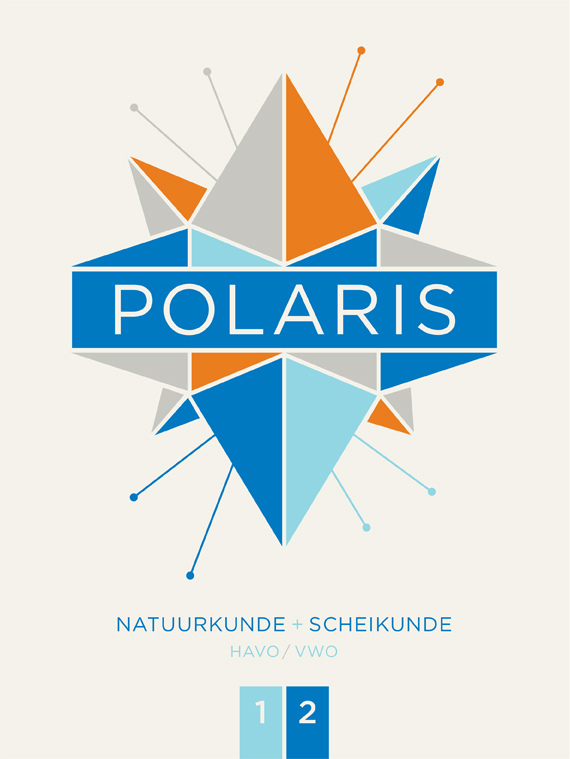 POLARIS
NATUURKUNDE + SCHEIKUNDE
HAVO / VWO
1 2